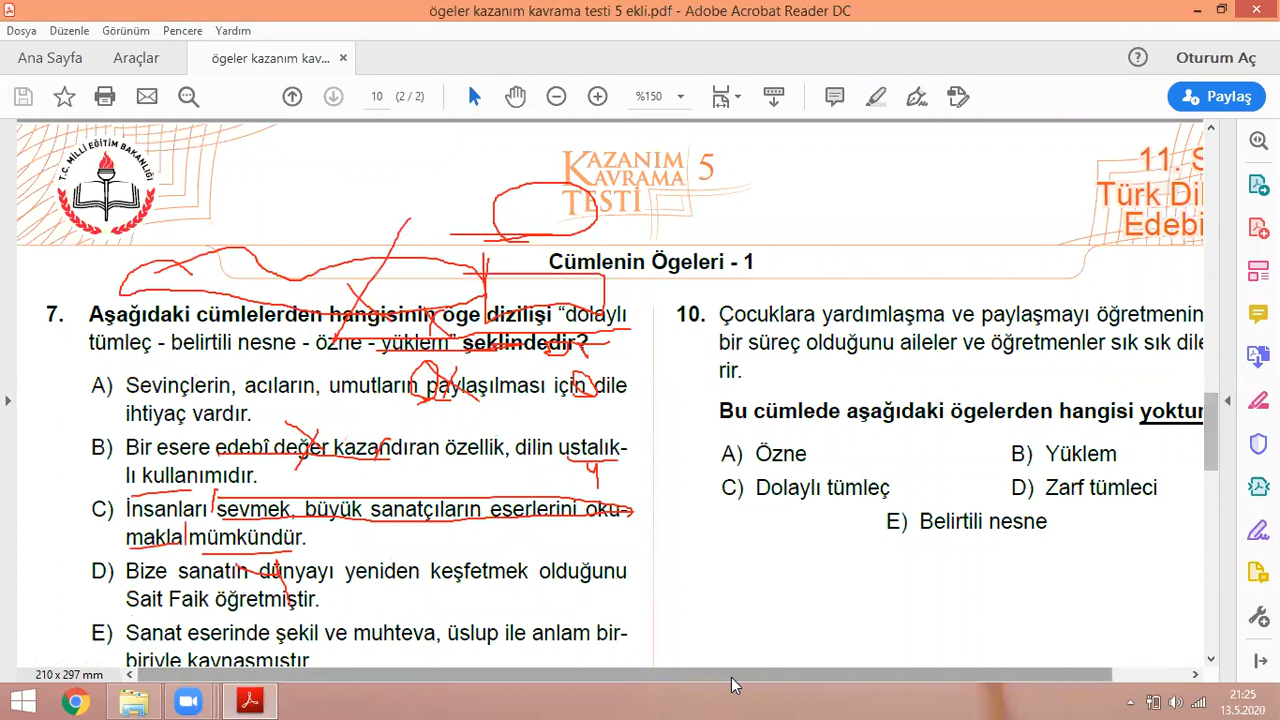 ögeler kazanım kavrama testi 5 ekli.pdf - Adobe Acrobat Reader DC
Dosya Düzenle Görünüm Pencere Yardım
Ana Sayfa Araçlar ögeler kazanım kav... × Oturum Aç
10 (2 / 2) %150 Paylaş
T.C. MİLLÎ EĞİTİM BAKANLIĞI
KAZANIM
KAVRAMA
TESTİ
5
11. S
Türk Dil
Edebi
Cümlenin Ögeleri - 1
7. Aşağıdaki cümlelerden hangisinin öge dizilişi “dolaylı
tümleç - belirtili nesne - özne - yüklem” şeklindedir?
A) Sevinçlerin, acıların, umutların paylaşılması için dile
ihtiyaç vardır.
B) Bir esere edebî değer kazandıran özellik, dilin ustalık-
lı kullanımıdır.
C) İnsanları sevmek, büyük sanatçıların eserlerini oku-
makla mümkündür.
D) Bize sanatın dünyayı yeniden keşfetmek olduğunu
Sait Faik öğretmiştir.
E) Sanat eserinde şekil ve muhteva, üslup ile anlam bir-
biriyle kaynaşmıştır
10. Çocuklara yardımlaşma ve paylaşmayı öğretmenin
bir süreç olduğunu aileler ve öğretmenler sık sık dile
rir.
Bu cümlede aşağıdaki ögelerden hangisi yoktur
A) Özne B) Yüklem
C) Dolaylı tümleç D) Zarf tümleci
E) Belirtili nesne
210 x 297 mm
21:25
13.5.2020